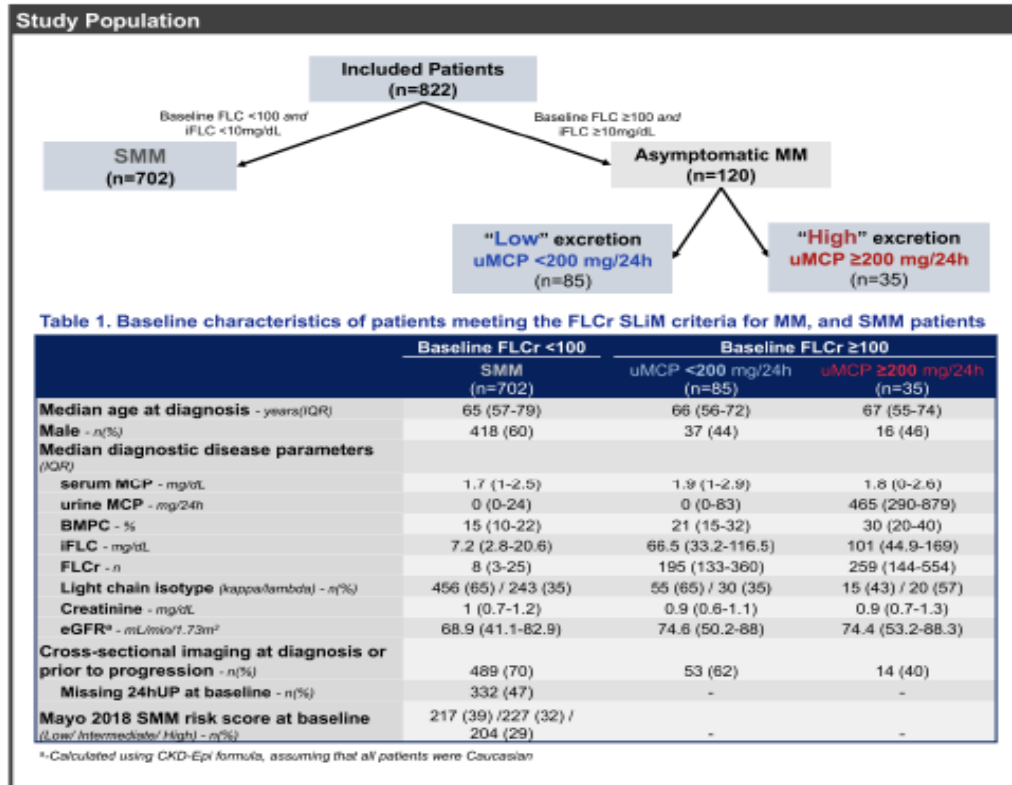 Study Population
Included Patients
(n=822)
Baseline FLC <100 and
iFLC <10mg/dL
Baseline FLC ≥100 and
iFLC ≥10mg/dL
SMM
(n=702)
Asymptomatic MM
(n=120)
"Low" excretion
uMCP <200 mg/24h
(n=85)
"High" excretion
uMCP ≥200 mg/24h
(n=35)
Table 1. Baseline characteristics of patients meeting the FLCr SLiM criteria for MM, and SMM patients
Baseline FLCr <100 Baseline FLCr ≥100
SMM uMCP <200 mg/24h uMCP ≥200 mg/24h
(n=702) (n=85) (n=35)
Median age at diagnosis - years(IQR) 65 (57-79) 66 (56-72) 67 (55-74)
Male - n(%) 418 (60) 37 (44) 16 (46)
Median diagnostic disease parameters
(IQR)
serum MCP - mg/dL 1.7 (1-2.5) 1.9 (1-2.9) 1.8 (0-2.6)
urine MCP - mg/24h 0 (0-24) 0 (0-83) 465 (290-879)
BMPC - % 15 (10-22) 21 (15-32) 30 (20-40)
iFLC - mg/dL 7.2 (2.8-20.6) 66.5 (33.2-116.5) 101 (44.9-169)
FLCr - n 8 (3-25) 195 (133-360) 259 (144-554)
Light chain isotype (kappa/lambda) - n(%) 456 (65) / 243 (35) 55 (65) / 30 (35) 15 (43) / 20 (57)
Creatinine - mg/dL 1 (0.7-1.2) 0.9 (0.6-1.1) 0.9 (0.7-1.3)
eGFRᵃ - mL/min/1.73m² 68.9 (41.1-82.9) 74.6 (50.2-88) 74.4 (53.2-88.3)
Cross-sectional imaging at diagnosis or
prior to progression - n(%) 489 (70) 53 (62) 14 (40)
Missing 24hUP at baseline - n(%) 332 (47) - -
Mayo 2018 SMM risk score at baseline 217 (39) /227 (32) /
(Low/ Intermediate/ High) - n(%) 204 (29) - -
ᵃ-Calculated using CKD-Epi formula, assuming that all patients were Caucasian